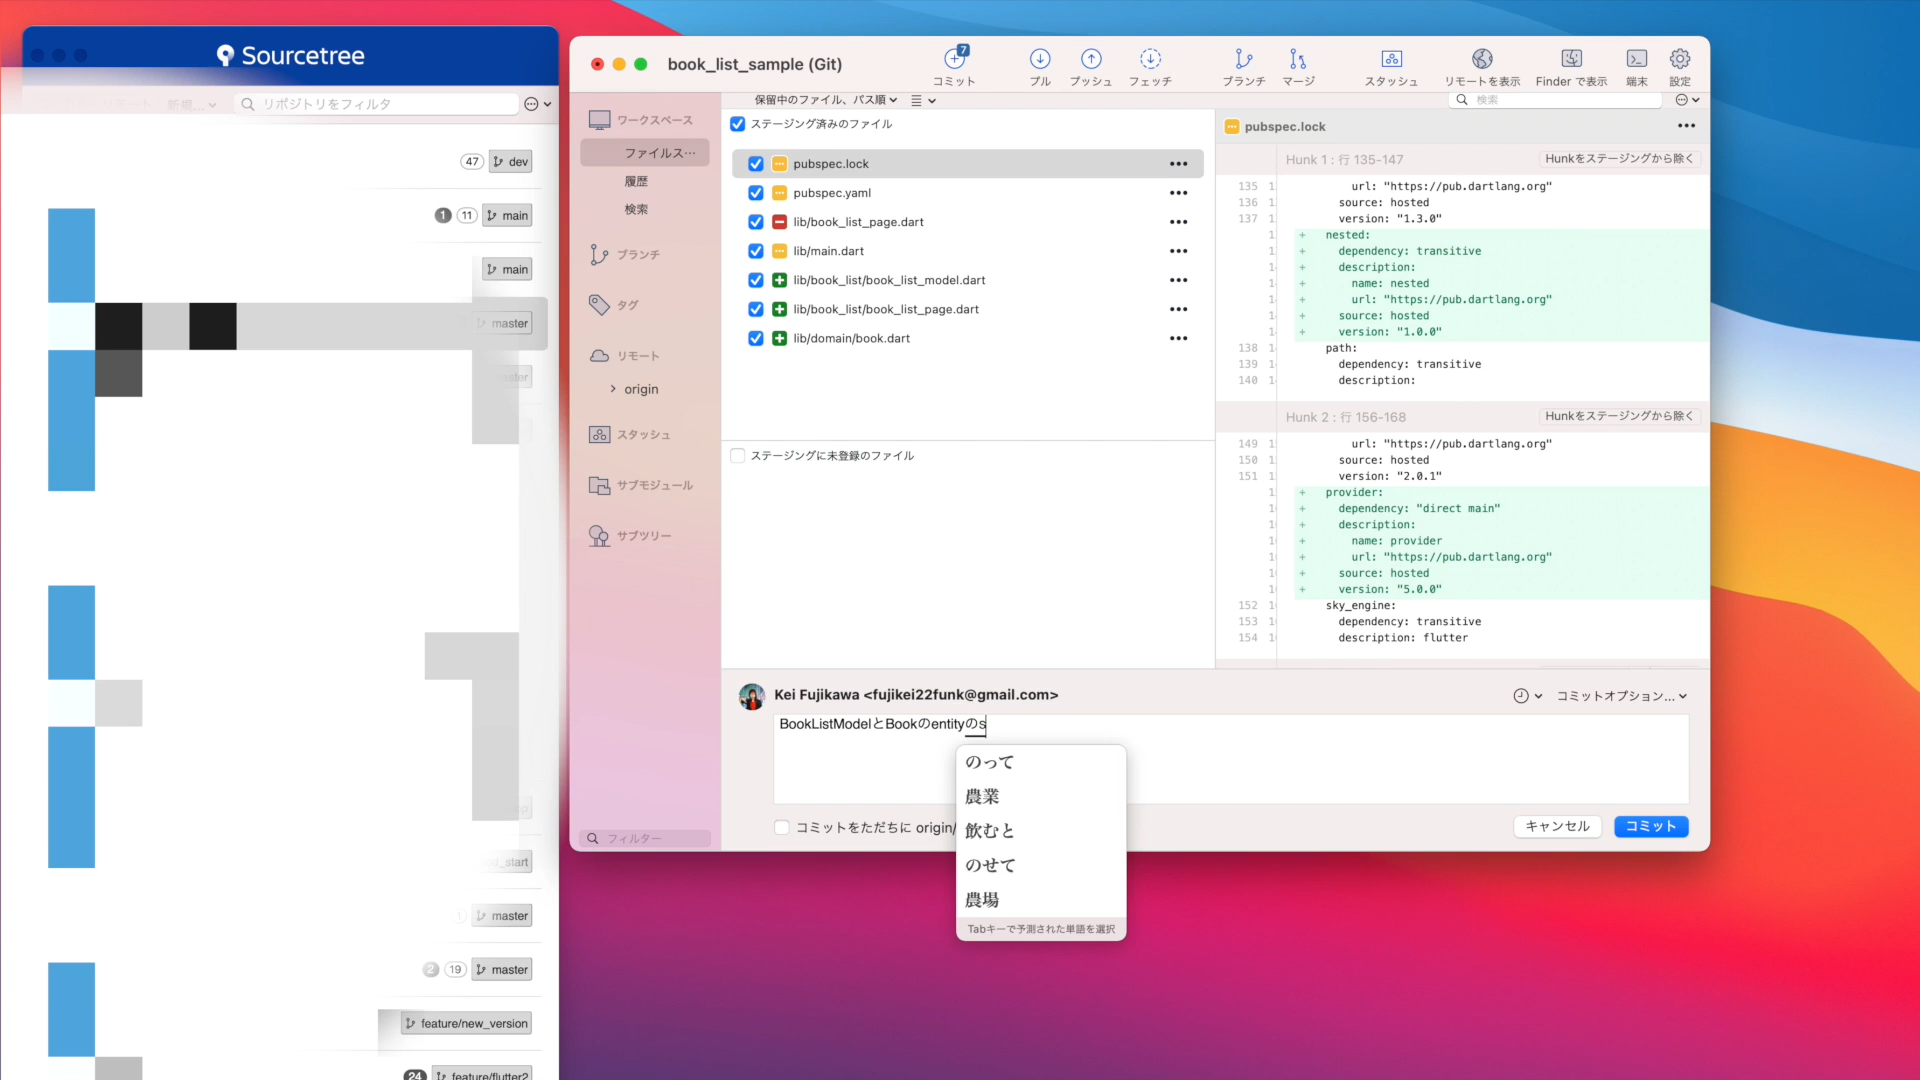 Sourcetree
リモート 新規...
リポジトリをフィルタ
47 dev
1 11 main
main
master
master
2 19 master
feature/new_version
24 feature/flutter2
book_list_sample (Git)
7
コミット プル プッシュ フェッチ ブランチ マージ スタッシュ リモートを表示 Finder で表示 端末 設定
保留中のファイル、パス順
検索
ワークスペース
ファイルス…
履歴
検索
ブランチ
タグ
リモート
origin
スタッシュ
サブモジュール
サブツリー
フィルター
ステージング済みのファイル
pubspec.lock
pubspec.yaml
lib/book_list_page.dart
lib/main.dart
lib/book_list/book_list_model.dart
lib/book_list/book_list_page.dart
lib/domain/book.dart
ステージングに未登録のファイル
pubspec.lock
Hunk 1 : 行 135-147 Hunkをステージングから除く
135 url: "https://pub.dartlang.org"
136 source: hosted
137 version: "1.3.0"
+ nested:
+ dependency: transitive
+ description:
+ name: nested
+ url: "https://pub.dartlang.org"
+ source: hosted
+ version: "1.0.0"
138 path:
139 dependency: transitive
140 description:
Hunk 2 : 行 156-168 Hunkをステージングから除く
149 url: "https://pub.dartlang.org"
150 source: hosted
151 version: "2.0.1"
+ provider:
+ dependency: "direct main"
+ description:
+ name: provider
+ url: "https://pub.dartlang.org"
+ source: hosted
+ version: "5.0.0"
152 sky_engine:
153 dependency: transitive
154 description: flutter
Kei Fujikawa <fujikei22funk@gmail.com>
コミットオプション...
BookListModelとBookのentityのs
のって
農業
飲むと
のせて
農場
Tabキーで予測された単語を選択
コミットをただちに origin/
キャンセル コミット